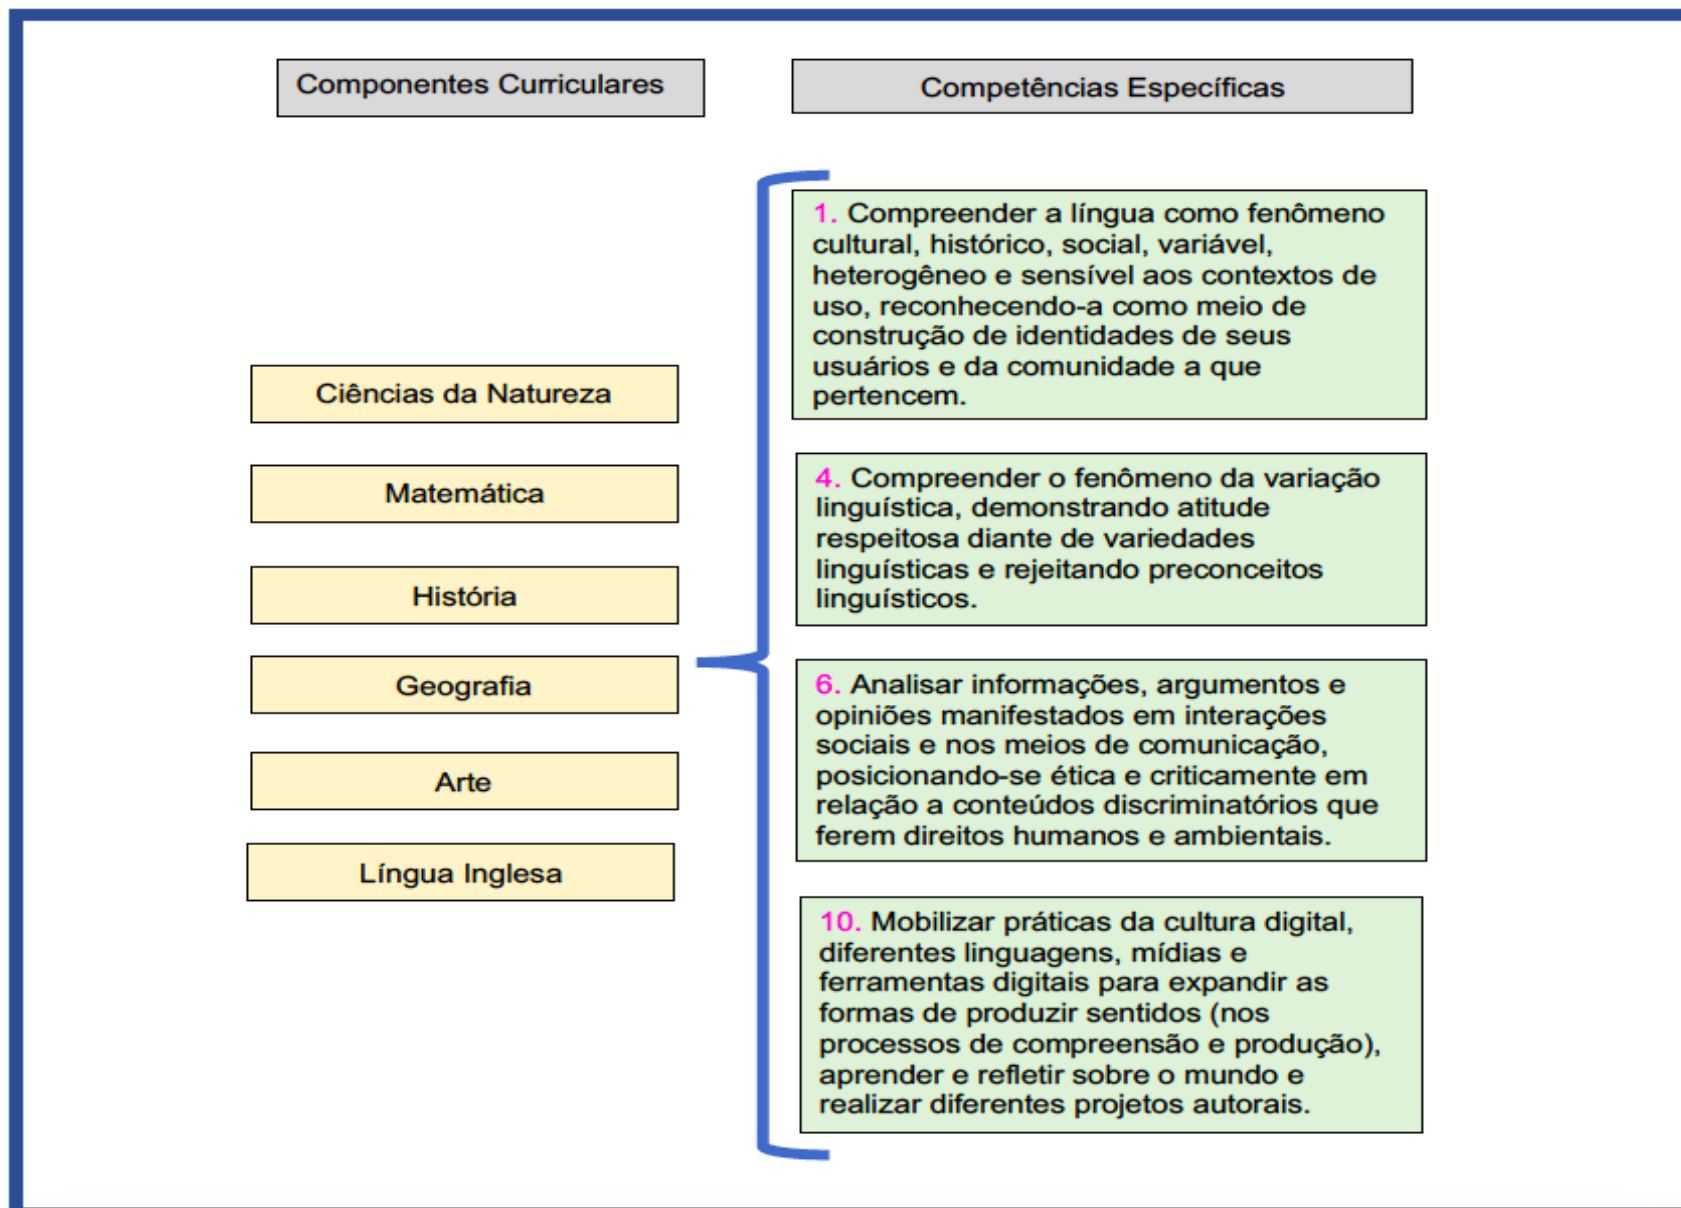 Componentes Curriculares
Competências Específicas
Ciências da Natureza
Matemática
História
Geografia
Arte
Língua Inglesa
1. Compreender a língua como fenômeno
cultural, histórico, social, variável,
heterogêneo e sensível aos contextos de
uso, reconhecendo-a como meio de
construção de identidades de seus
usuários e da comunidade a que
pertencem.
4. Compreender o fenômeno da variação
linguística, demonstrando atitude
respeitosa diante de variedades
linguísticas e rejeitando preconceitos
linguísticos.
6. Analisar informações, argumentos e
opiniões manifestados em interações
sociais e nos meios de comunicação,
posicionando-se ética e criticamente em
relação a conteúdos discriminatórios que
ferem direitos humanos e ambientais.
10. Mobilizar práticas da cultura digital,
diferentes linguagens, mídias e
ferramentas digitais para expandir as
formas de produzir sentidos (nos
processos de compreensão e produção),
aprender e refletir sobre o mundo e
realizar diferentes projetos autorais.